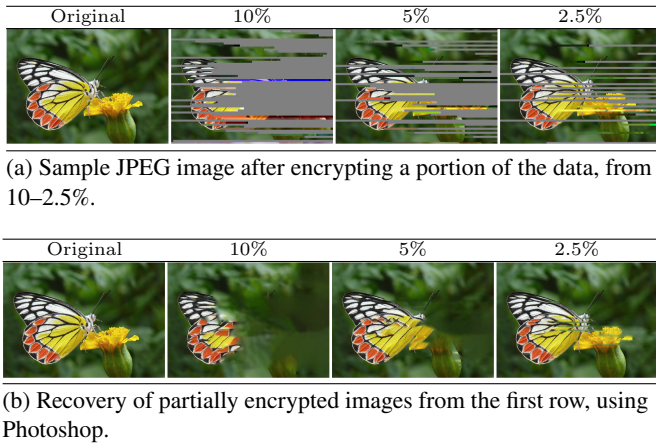 Original 10% 5% 2.5%
(a) Sample JPEG image after encrypting a portion of the data, from
10–2.5%.
Original 10% 5% 2.5%
(b) Recovery of partially encrypted images from the first row, using
Photoshop.